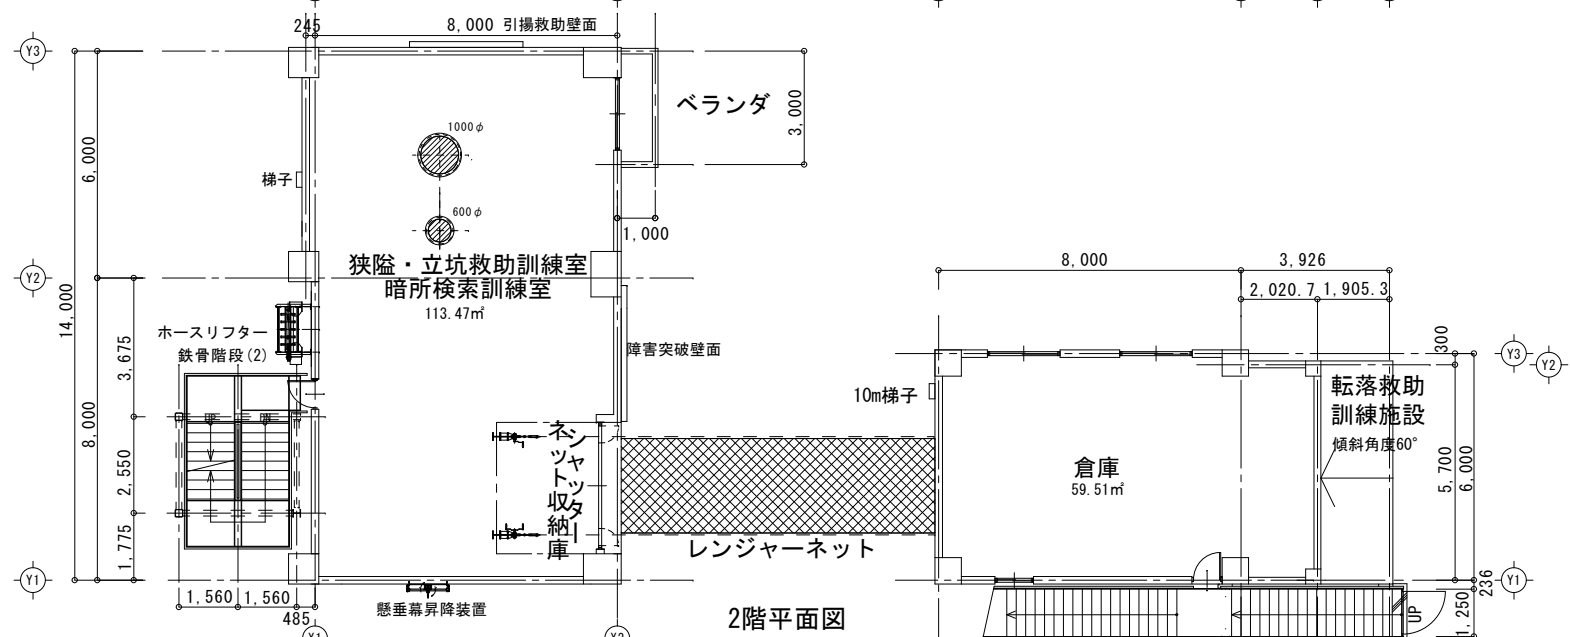 245
8,000 引揚救助壁面
Y3
ベランダ
3,000
1000φ
6,000
梯子
600φ
1,000
狭隘・立坑救助訓練室
暗所検索訓練室
113.47㎡
Y2
14,000
ホースリフター
鉄骨階段(2)
3,675
障害突破壁面
8,000
2,550
1,775
シャッター
ネット収納庫
レンジャーネット
Y1
1,560
1,560
485
懸垂幕昇降装置
2階平面図
8,000
3,926
2,020.7
1,905.3
300
Y3
Y2
10m梯子
転落救助
訓練施設
傾斜角度60°
倉庫
59.51㎡
5,700
6,000
Y1
236
1,250
UP